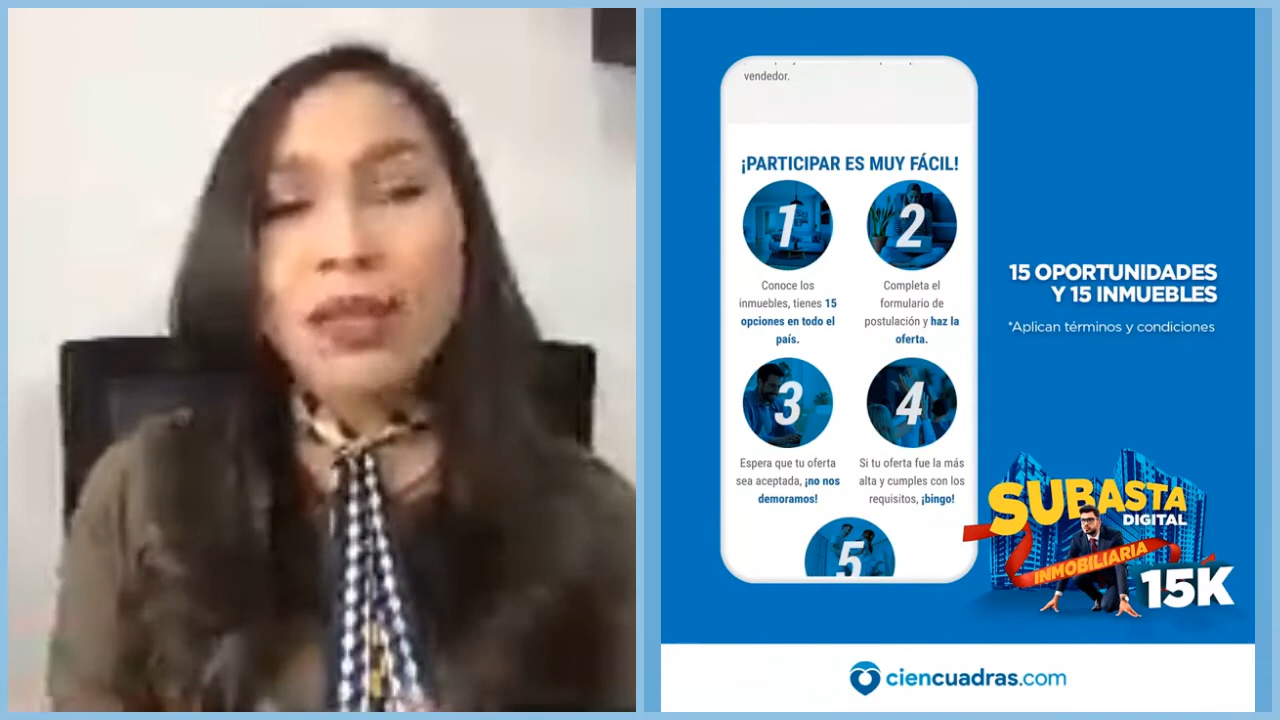 vendedor.
¡PARTICIPAR ES MUY FÁCIL!
1
Conoce los
inmuebles, tienes 15
opciones en todo el
país.
2
Completa el
formulario de
postulación y haz la
oferta.
3
Espera que tu oferta
sea aceptada, ¡no nos
demoramos!
4
Si tu oferta fue la más
alta y cumples con los
requisitos, ¡bingo!
5
15 OPORTUNIDADES
Y 15 INMUEBLES
*Aplican términos y condiciones
SUBASTA
DIGITAL
INMOBILIARIA
15K
ciencuadras.com